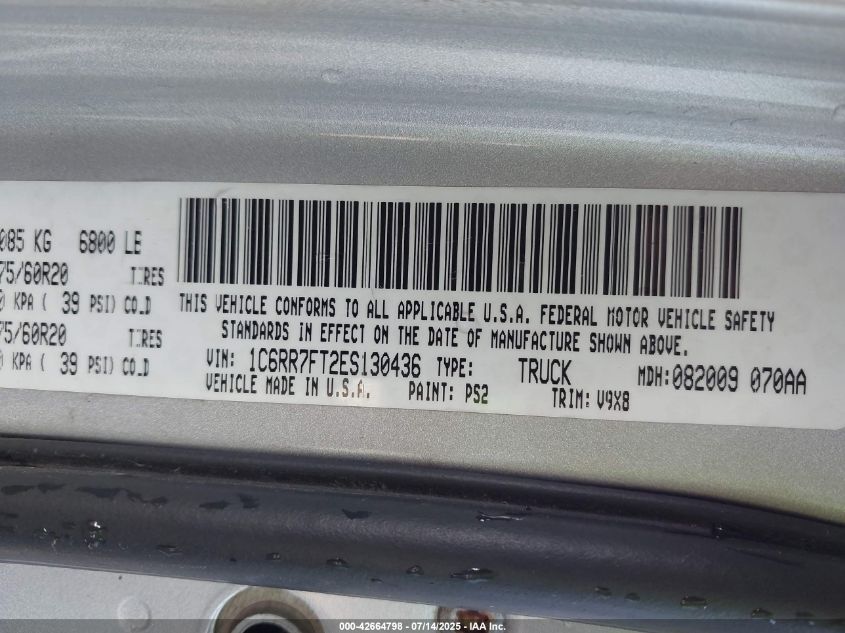 085 KG 6800 LB
75/60R20 TIRES
0 KPA ( 39 PSI) COLD
75/60R20 TIRES
0 KPA ( 39 PSI) COLD
THIS VEHICLE CONFORMS TO ALL APPLICABLE U.S.A. FEDERAL MOTOR VEHICLE SAFETY
STANDARDS IN EFFECT ON THE DATE OF MANUFACTURE SHOWN ABOVE.
VIN: 1C6RR7FT2ES130436 TYPE: TRUCK MDH:082009 070AA
VEHICLE MADE IN U.S.A. PAINT: PS2 TRIM: V9X8
000-42664798 - 07/14/2025 - IAA Inc.